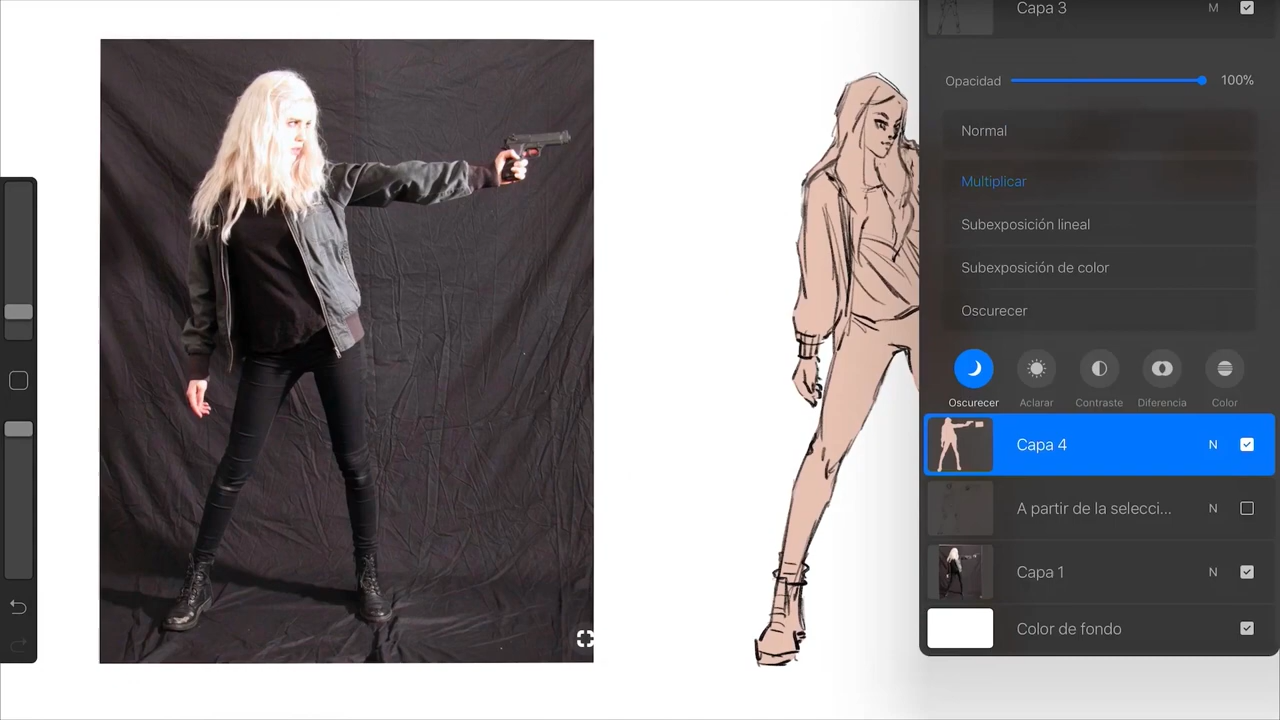 Capa 3 M
Opacidad 100%
Normal
Multiplicar
Subexposición lineal
Subexposición de color
Oscurecer
Oscurecer Aclarar Contraste Diferencia Color
Capa 4 N
A partir de la selecci... N
Capa 1 N
Color de fondo